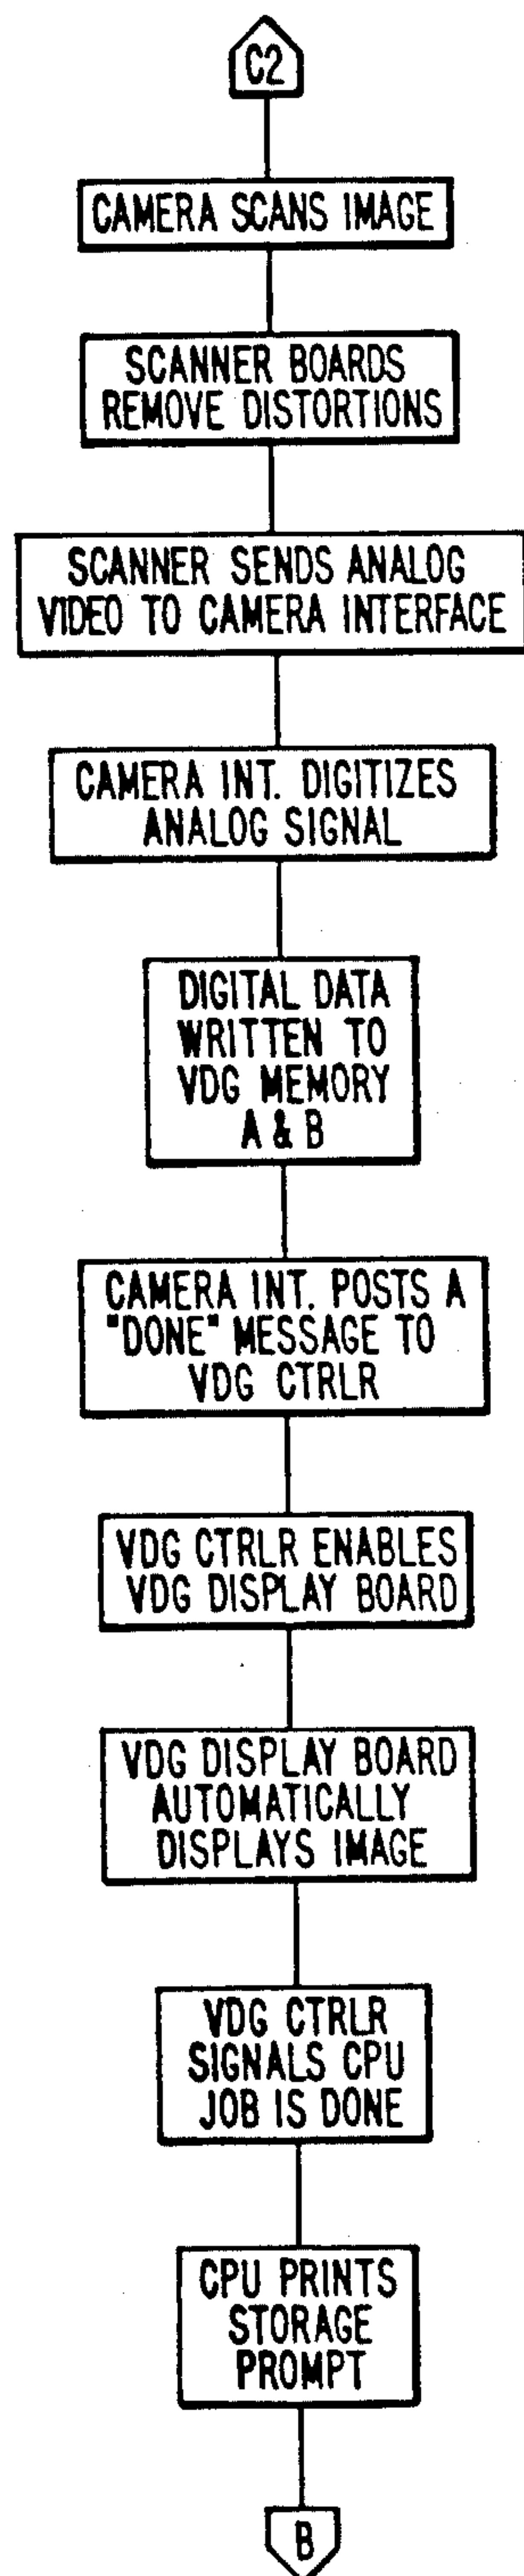 C2
CAMERA SCANS IMAGE
SCANNER BOARDS
REMOVE DISTORTIONS
SCANNER SENDS ANALOG
VIDEO TO CAMERA INTERFACE
CAMERA INT. DIGITIZES
ANALOG SIGNAL
DIGITAL DATA
WRITTEN TO
VDG MEMORY
A & B
CAMERA INT. POSTS A
"DONE" MESSAGE TO
VDG CTRLR
VDG CTRLR ENABLES
VDG DISPLAY BOARD
VDG DISPLAY BOARD
AUTOMATICALLY
DISPLAYS IMAGE
VDG CTRLR
SIGNALS CPU
JOB IS DONE
CPU PRINTS
STORAGE
PROMPT
B